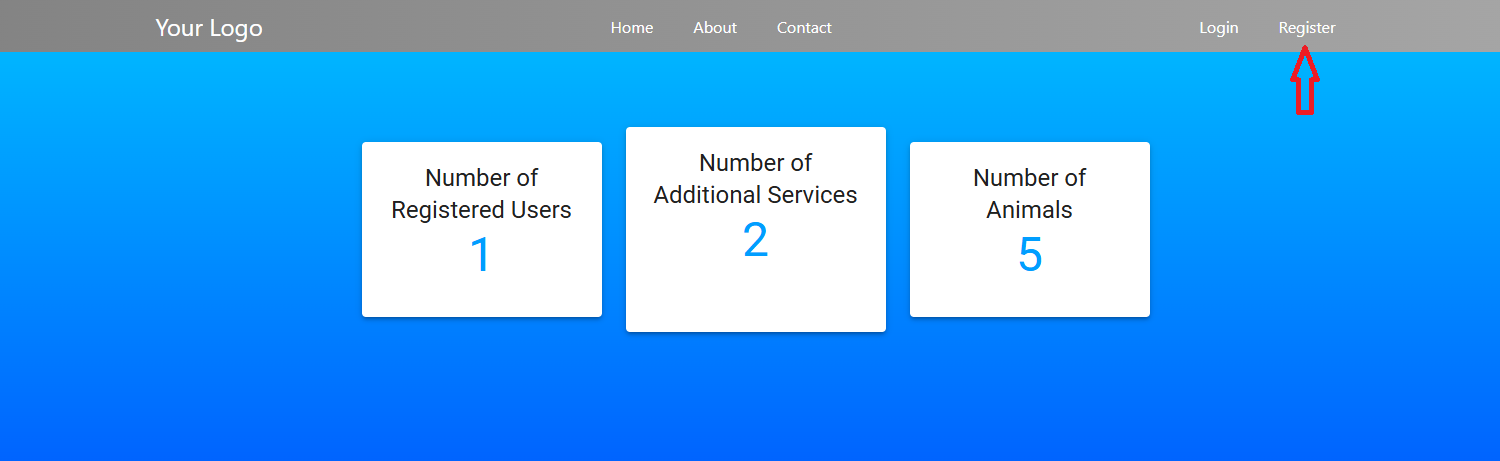 Your Logo
Home About Contact
Login Register
Number of
Registered Users
1
Number of
Additional Services
2
Number of
Animals
5